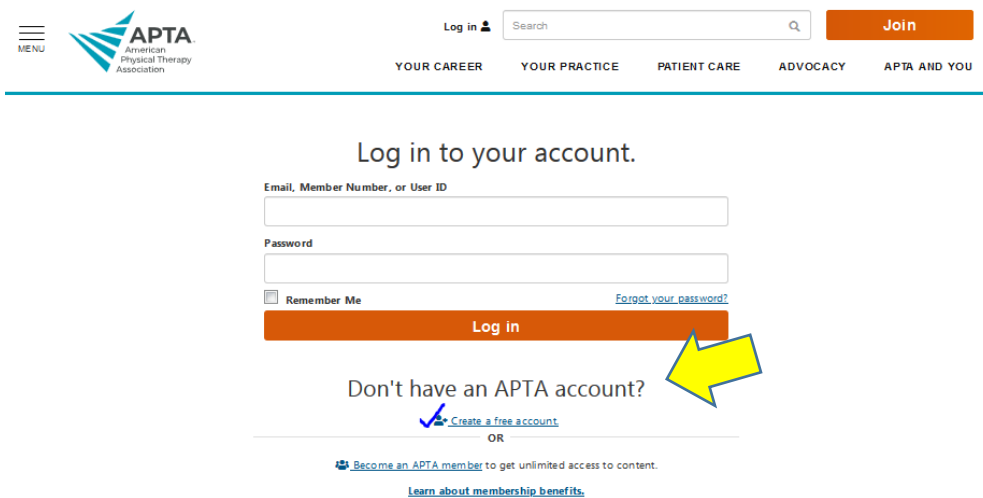 MENU
APTA
American
Physical Therapy
Association
Log in
Search
Join
YOUR CAREER YOUR PRACTICE PATIENT CARE ADVOCACY APTA AND YOU
Log in to your account.
Email, Member Number, or User ID
Password
Remember Me Forgot your password?
Log in
Don't have an APTA account?
Create a free account.
OR
Become an APTA member to get unlimited access to content.
Learn about membership benefits.